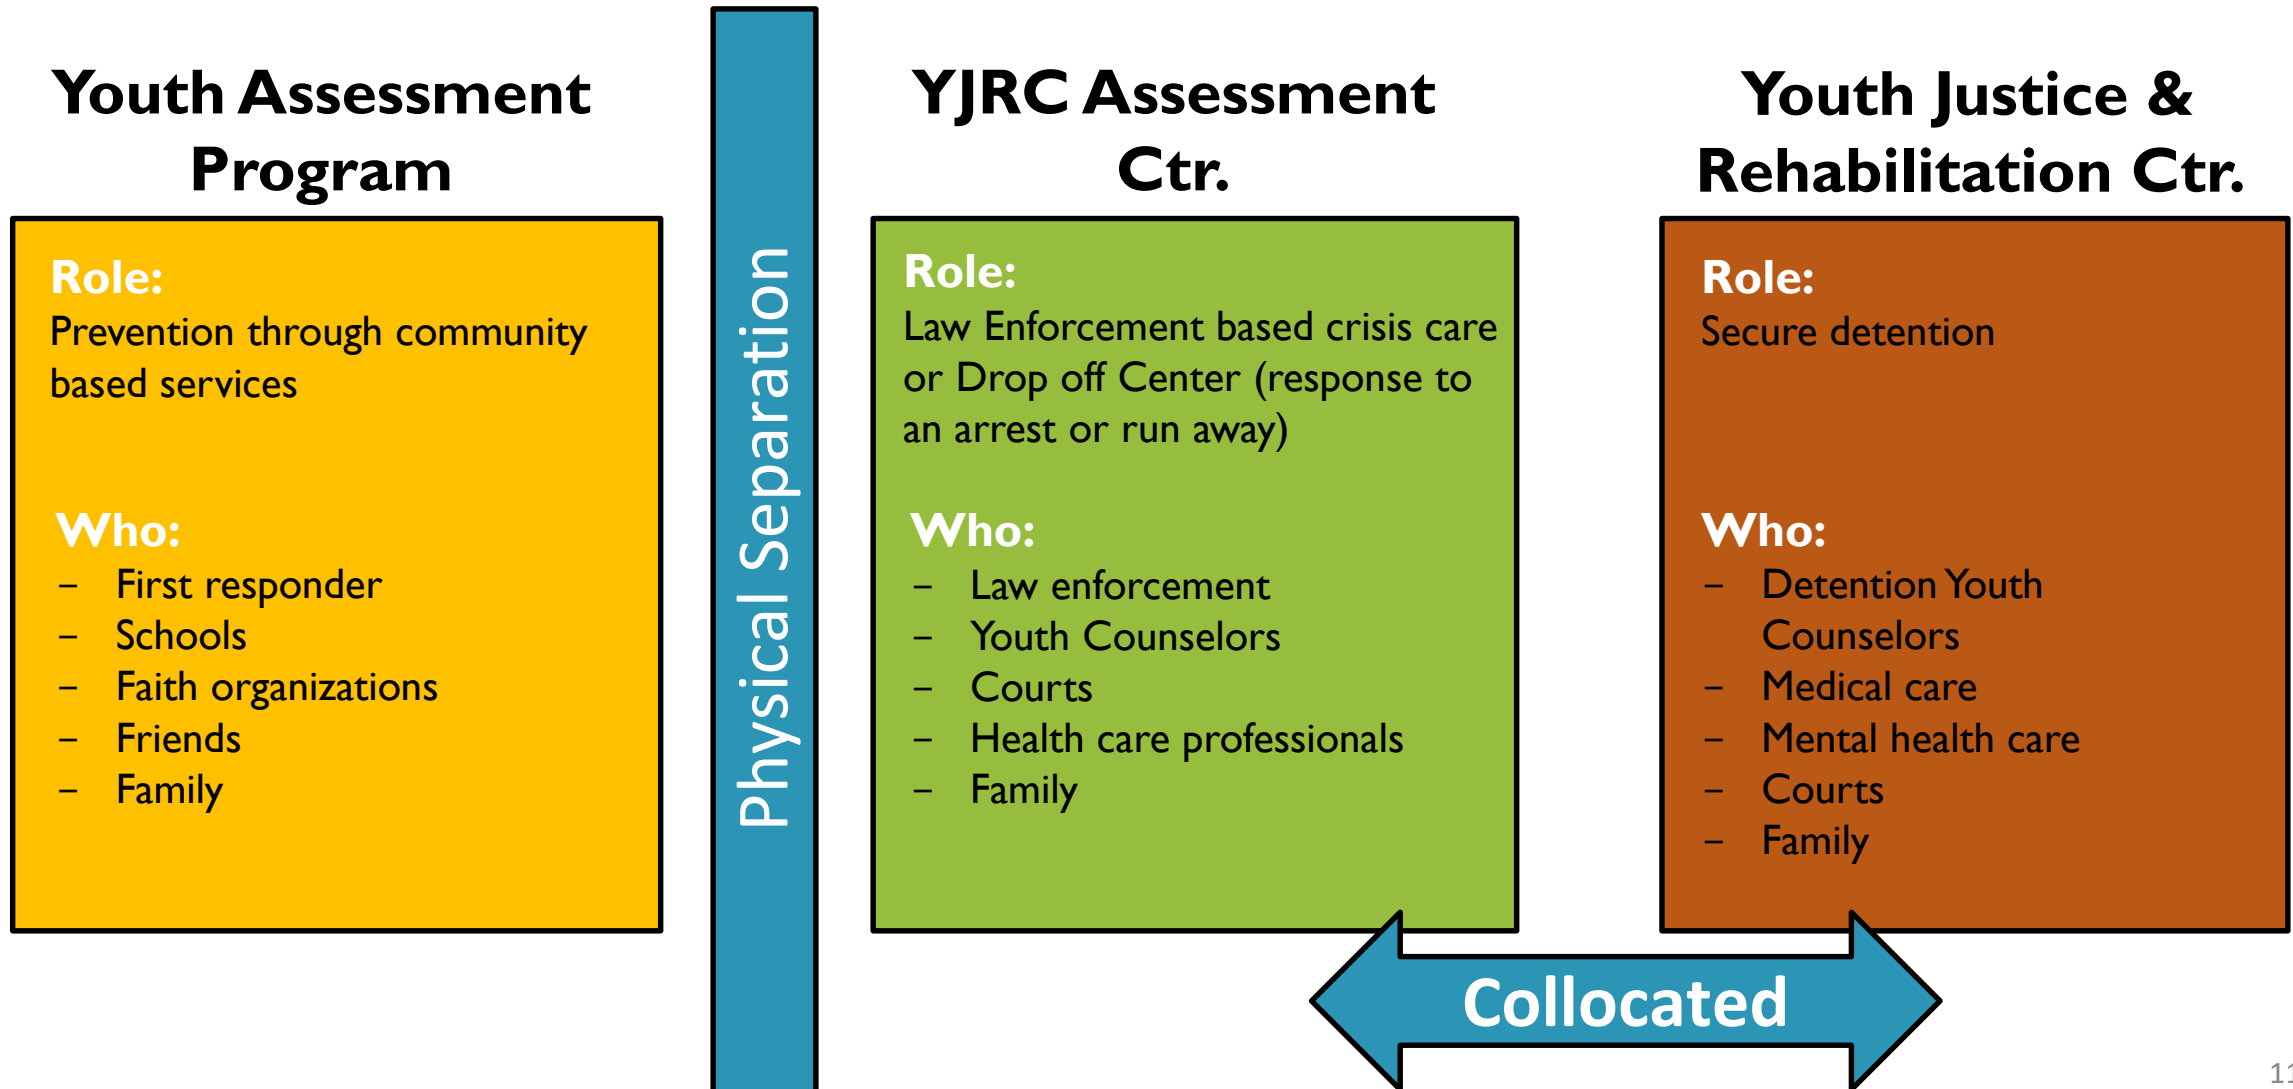 Youth Assessment
Program
Role:
Prevention through community
based services
Who:
– First responder
– Schools
– Faith organizations
– Friends
– Family
Physical Separation
YJRC Assessment
Ctr.
Role:
Law Enforcement based crisis care
or Drop off Center (response to
an arrest or run away)
Who:
– Law enforcement
– Youth Counselors
– Courts
– Health care professionals
– Family
Youth Justice &
Rehabilitation Ctr.
Role:
Secure detention
Who:
– Detention Youth
Counselors
– Medical care
– Mental health care
– Courts
– Family
Collocated
11